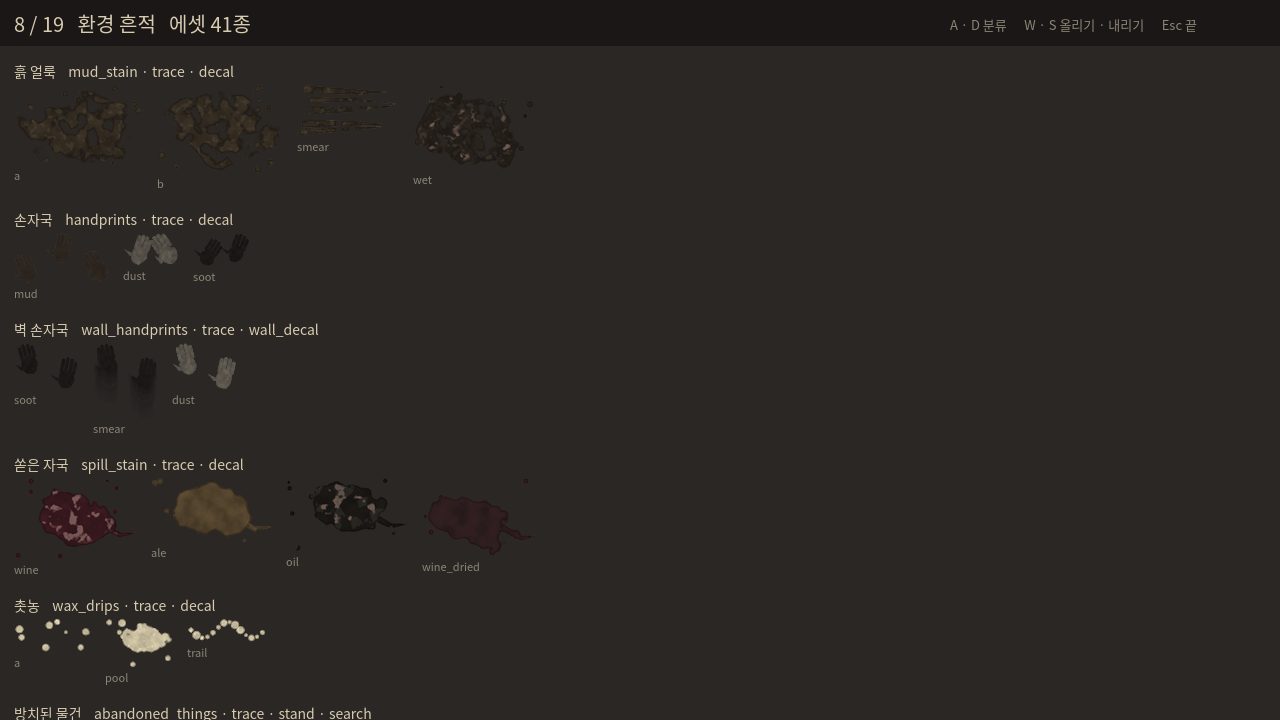 8 / 19 환경 흔적 에셋 41종
A · D 분류 W · S 올리기 · 내리기 Esc 끝
흙 얼룩 mud_stain · trace · decal
a
b
smear
wet
손자국 handprints · trace · decal
mud
dust
soot
벽 손자국 wall_handprints · trace · wall_decal
soot
smear
dust
쏟은 자국 spill_stain · trace · decal
wine
ale
oil
wine_dried
촛농 wax_drips · trace · decal
a
pool
trail
방치된 물건 abandoned_things · trace · stand · search